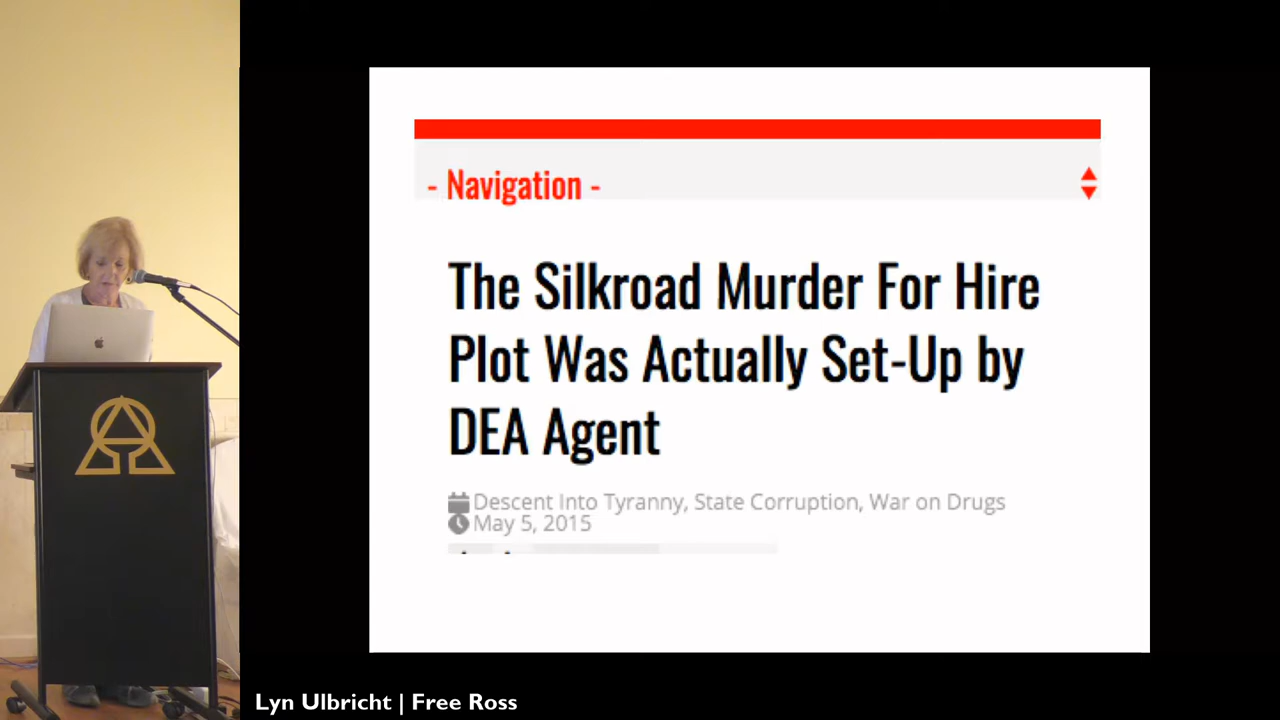 - Navigation -
The Silkroad Murder For Hire
Plot Was Actually Set-Up by
DEA Agent
Descent Into Tyranny, State Corruption, War on Drugs
May 5, 2015
Lyn Ulbricht | Free Ross